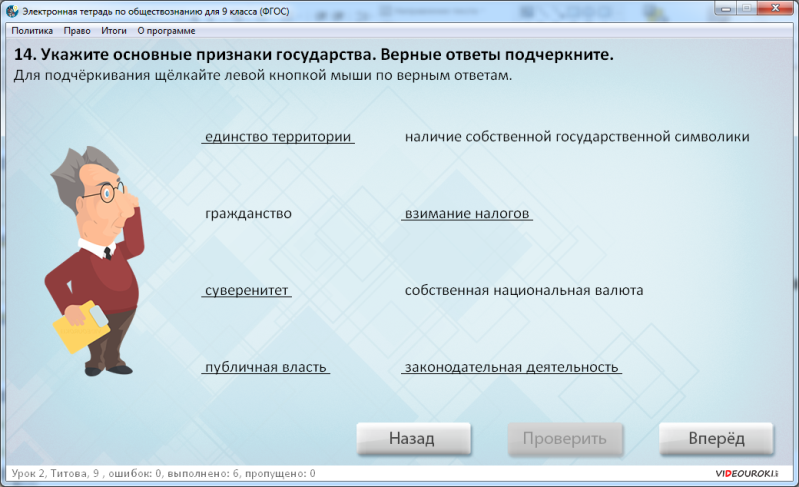 Электронная тетрадь по обществознанию для 9 класса (ФГОС)
Политика Право Итоги О программе
14. Укажите основные признаки государства. Верные ответы подчеркните.
Для подчёркивания щёлкайте левой кнопкой мыши по верным ответам.
единство территории наличие собственной государственной символики
гражданство взимание налогов
суверенитет собственная национальная валюта
публичная власть законодательная деятельность
Назад Проверить Вперёд
Урок 2, Титова, 9 , ошибок: 0, выполнено: 6, пропущено: 0 VIDEOUROKI